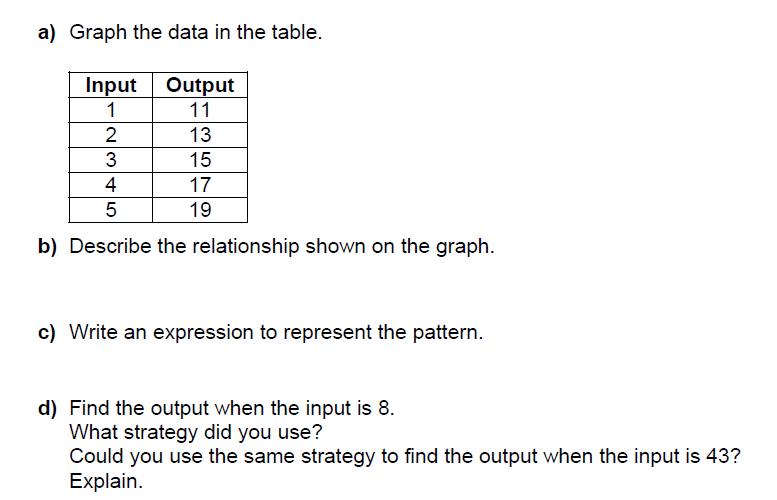 a) Graph the data in the table.
Input Output
1 11
2 13
3 15
4 17
5 19
b) Describe the relationship shown on the graph.
c) Write an expression to represent the pattern.
d) Find the output when the input is 8.
What strategy did you use?
Could you use the same strategy to find the output when the input is 43?
Explain.